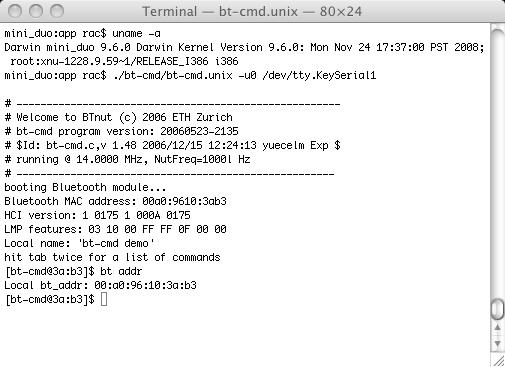 Terminal — bt-cmd.unix — 80×24
mini_duo:app rac$ uname -a
Darwin mini_duo 9.6.0 Darwin Kernel Version 9.6.0: Mon Nov 24 17:37:00 PST 2008;
root:xnu-1228.9.59~1/RELEASE_I386 i386
mini_duo:app rac$ ./bt-cmd/bt-cmd.unix -u0 /dev/tty.KeySerial1
# ------------------------------------------------------
# Welcome to BTnut (c) 2006 ETH Zurich
# bt-cmd program version: 20060523-2135
# $Id: bt-cmd.c,v 1.48 2006/12/15 12:24:13 yuecelm Exp $
# running @ 14.0000 MHz, NutFreq=1000l Hz
# -----------------------------------------------------
booting Bluetooth module...
Bluetooth MAC address: 00a0:9610:3ab3
HCI version: 1 0175 1 000A 0175
LMP features: 03 10 00 FF FF 0F 00 00
Local name: 'bt-cmd demo'
hit tab twice for a list of commands
[bt-cmd@3a:b3]$ bt addr
Local bt_addr: 00:a0:96:10:3a:b3
[bt-cmd@3a:b3]$